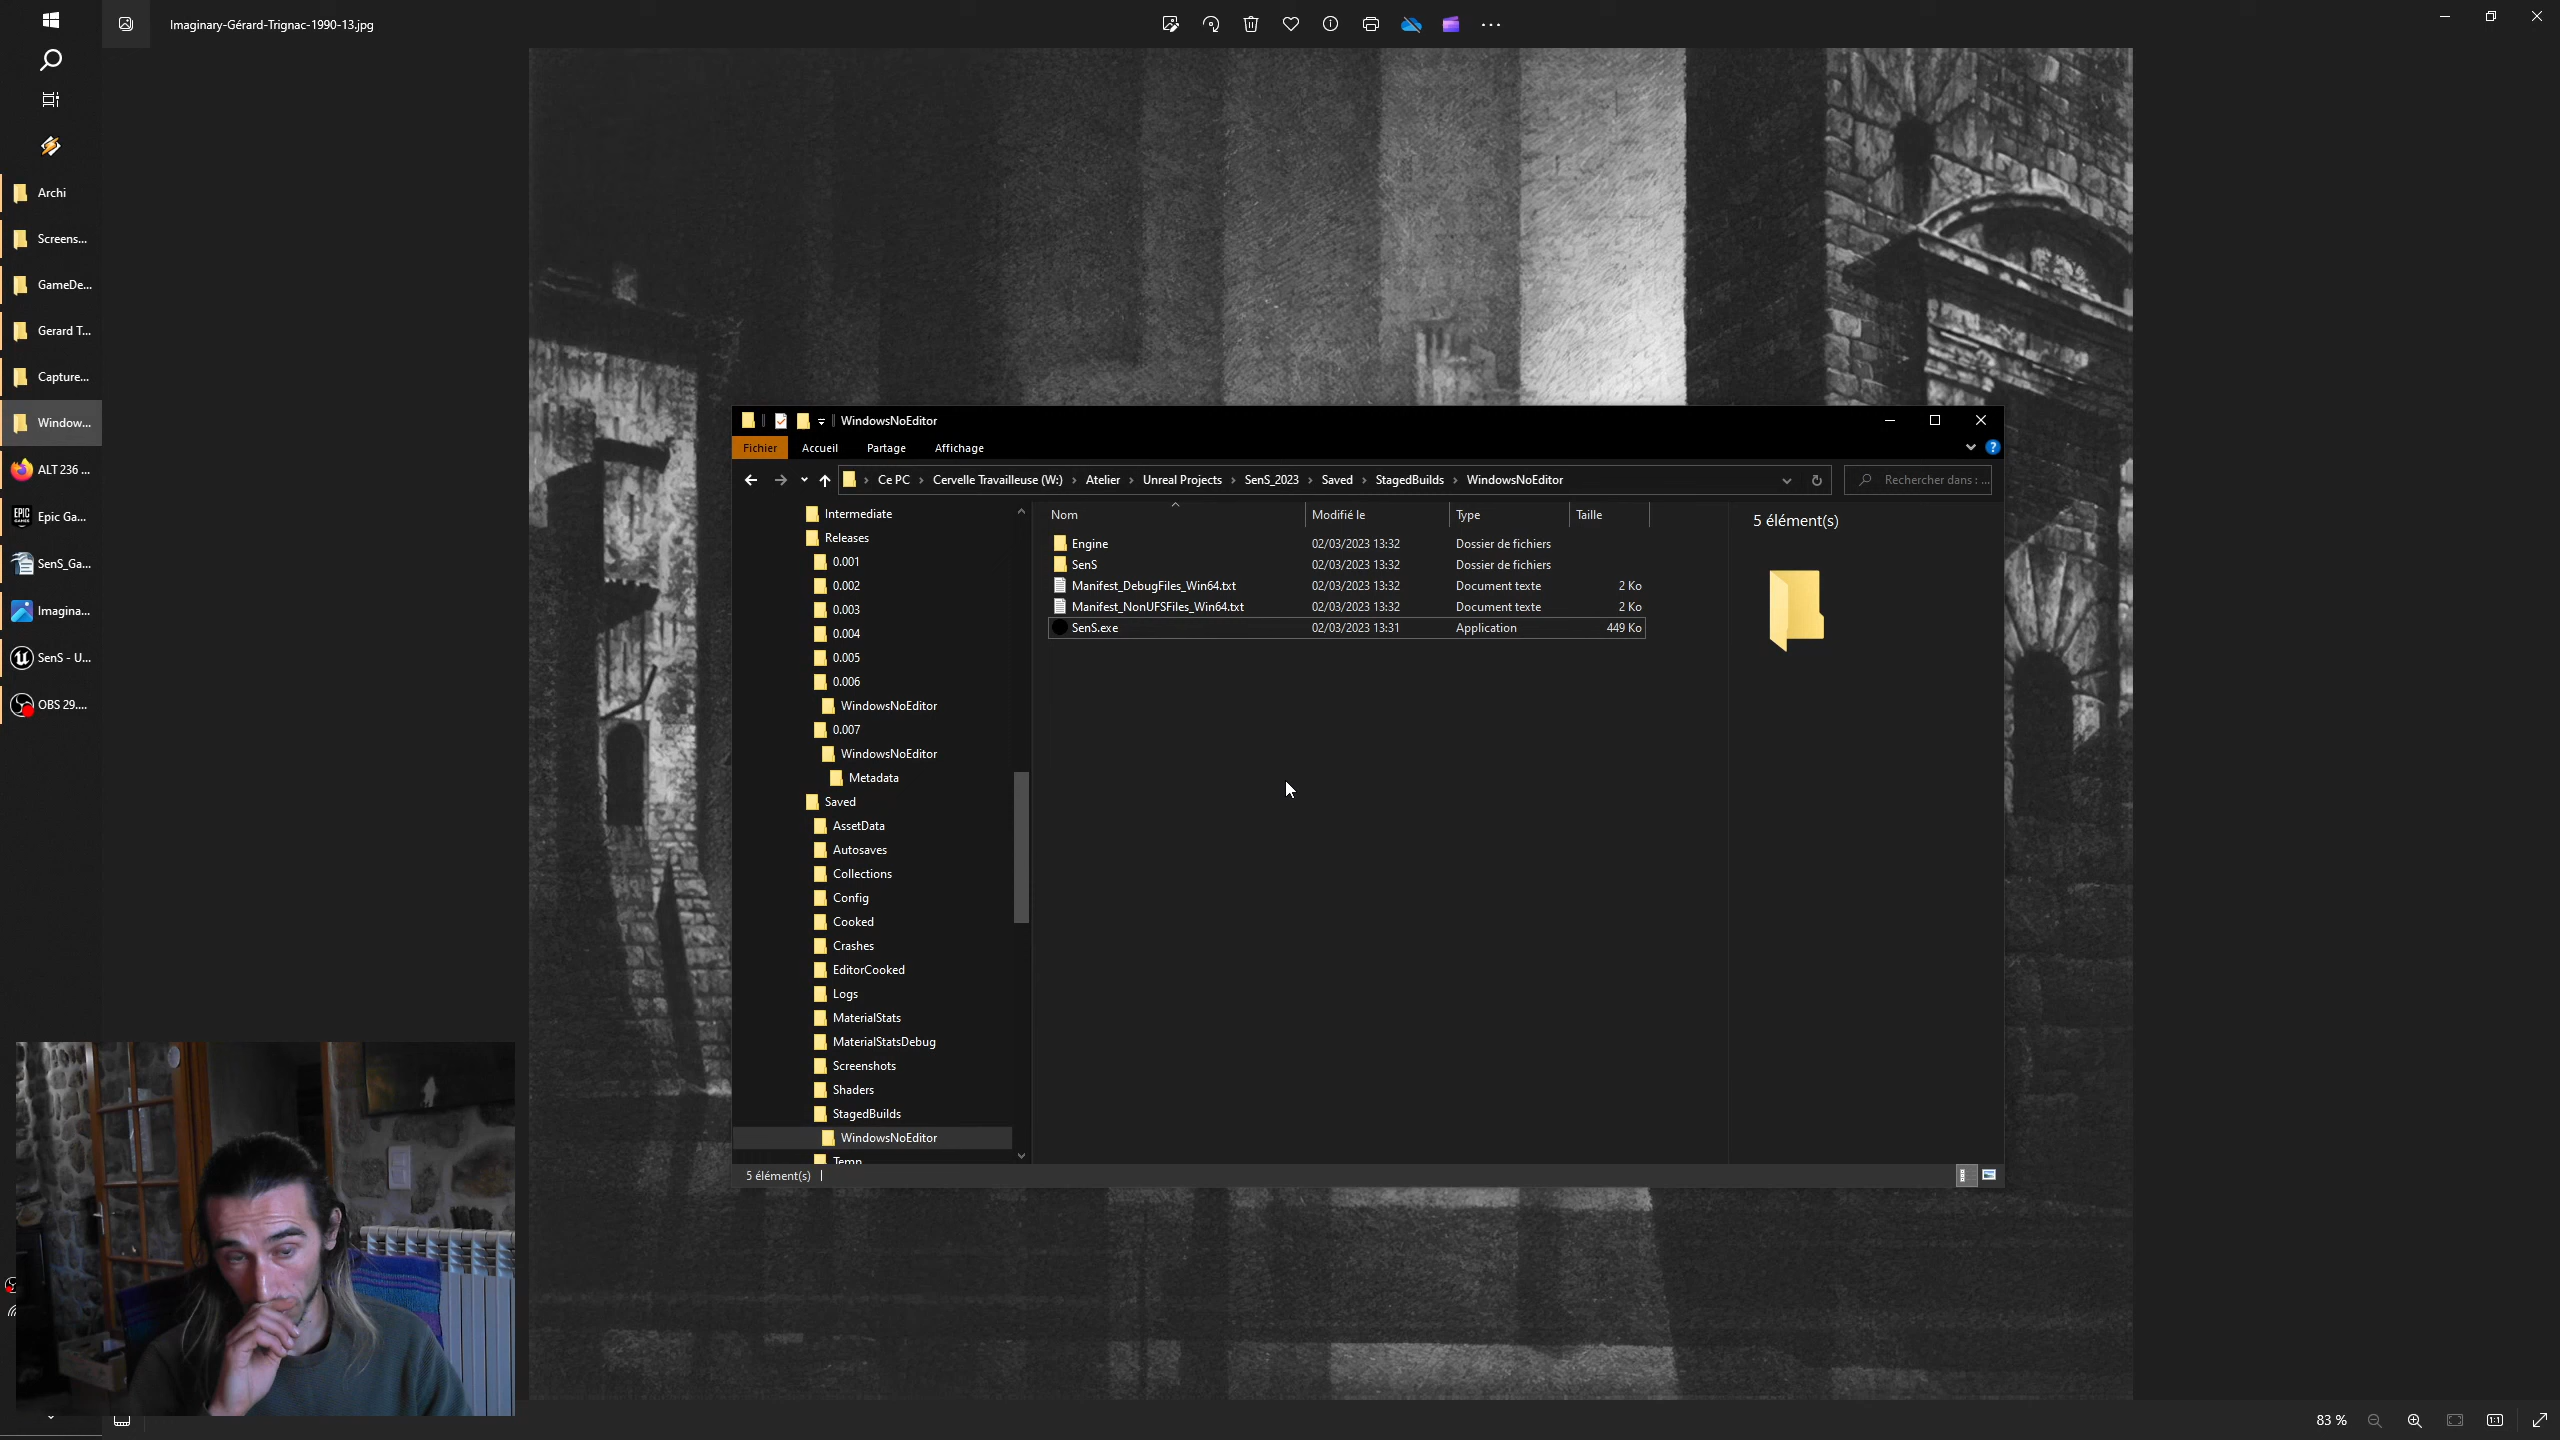 Imaginary-Gérard-Trignac-1990-13.jpg
Archi
Screens...
GameDe...
Gerard T...
Capture...
Window...
ALT 236 ...
Epic Ga...
SenS_Ga...
Imagina...
SenS - U...
OBS 29....
WindowsNoEditor
Fichier
Accueil
Partage
Affichage
Ce PC
Cervelle Travailleuse (W:)
Atelier
Unreal Projects
SenS_2023
Saved
StagedBuilds
WindowsNoEditor
Rechercher dans : ...
Intermediate
Releases
0.001
0.002
0.003
0.004
0.005
0.006
WindowsNoEditor
0.007
WindowsNoEditor
Metadata
Saved
AssetData
Autosaves
Collections
Config
Cooked
Crashes
EditorCooked
Logs
MaterialStats
MaterialStatsDebug
Screenshots
Shaders
StagedBuilds
WindowsNoEditor
Temp
Nom Modifié le Type Taille
Engine 02/03/2023 13:32 Dossier de fichiers
SenS 02/03/2023 13:32 Dossier de fichiers
Manifest_DebugFiles_Win64.txt 02/03/2023 13:32 Document texte 2 Ko
Manifest_NonUFSFiles_Win64.txt 02/03/2023 13:32 Document texte 2 Ko
SenS.exe 02/03/2023 13:31 Application 449 Ko
5 élément(s)
5 élément(s)
83 %